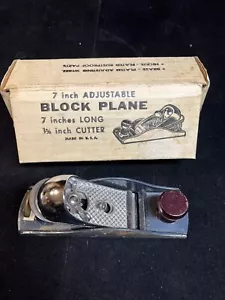 7 inch ADJUSTABLE
BLOCK PLANE
7 inches LONG
1⅝ inch CUTTER
MADE IN U.S.A.